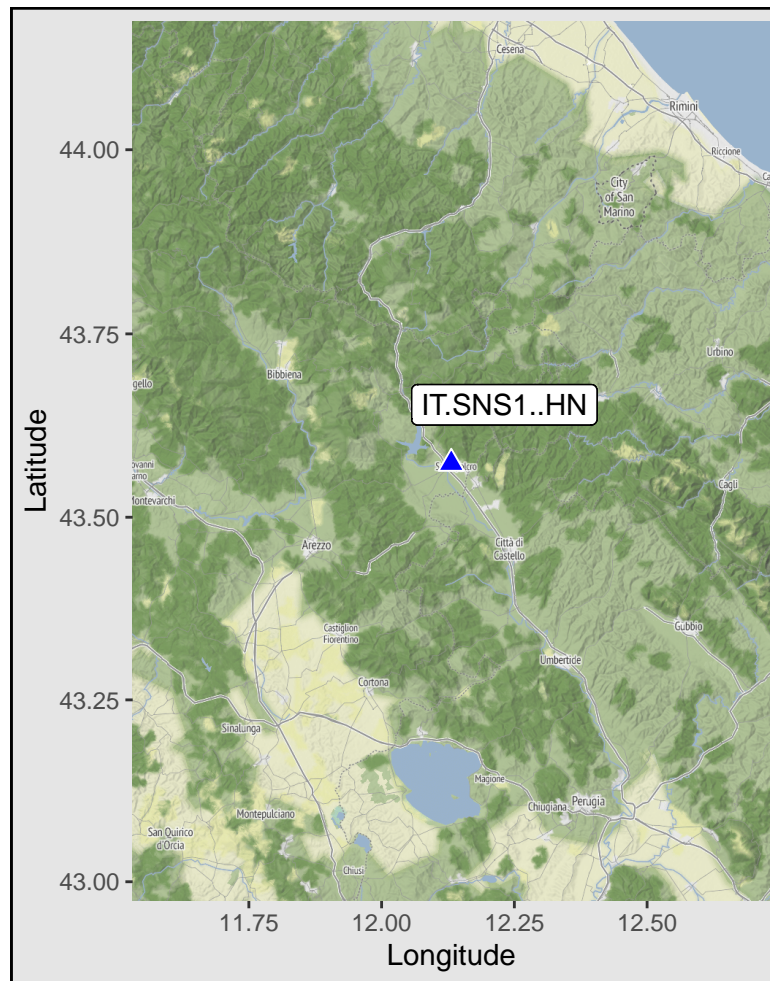 Cesena
Rimini
Riccione
44.00
City
of San
Marino
43.75
Urbino
Bibbiena
IT.SNS1..HN
Latitude
Cagli
Montevarchi
43.50
Arezzo
Città di
Castello
Castiglion
Fiorentino
Gubbio
Umbertide
43.25
Cortona
Sinalunga
Magione
Montepulciano
Chiugiana
Perugia
San Quirico
d'Orcia
Chiusi
43.00
11.75
12.00
12.25
12.50
Longitude